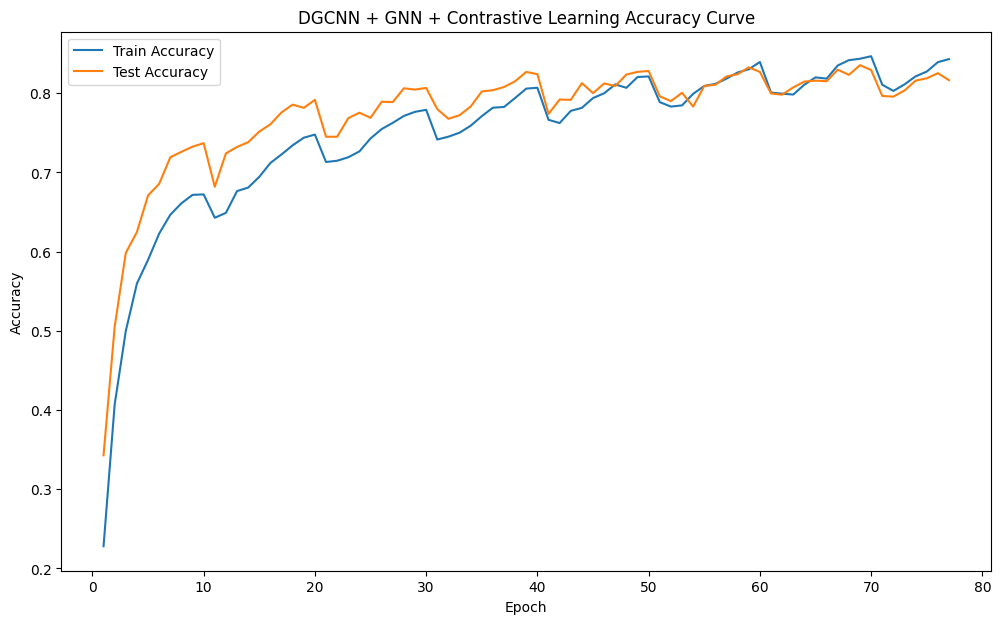 DGCNN + GNN + Contrastive Learning Accuracy Curve
Train Accuracy
Test Accuracy
Accuracy
0.8
0.7
0.6
0.5
0.4
0.3
0.2
0 10 20 30 40 50 60 70 80
Epoch